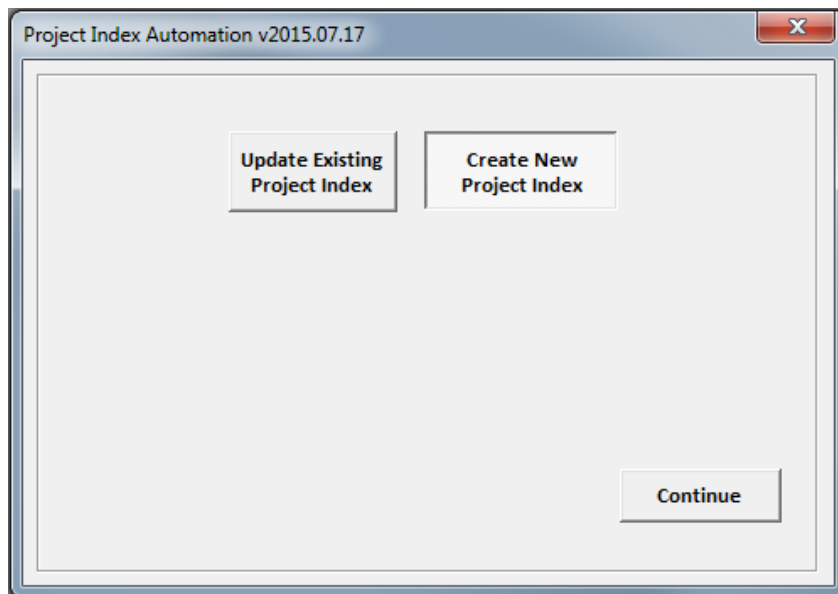 Project Index Automation v2015.07.17
Update Existing
Project Index
Create New
Project Index
Continue